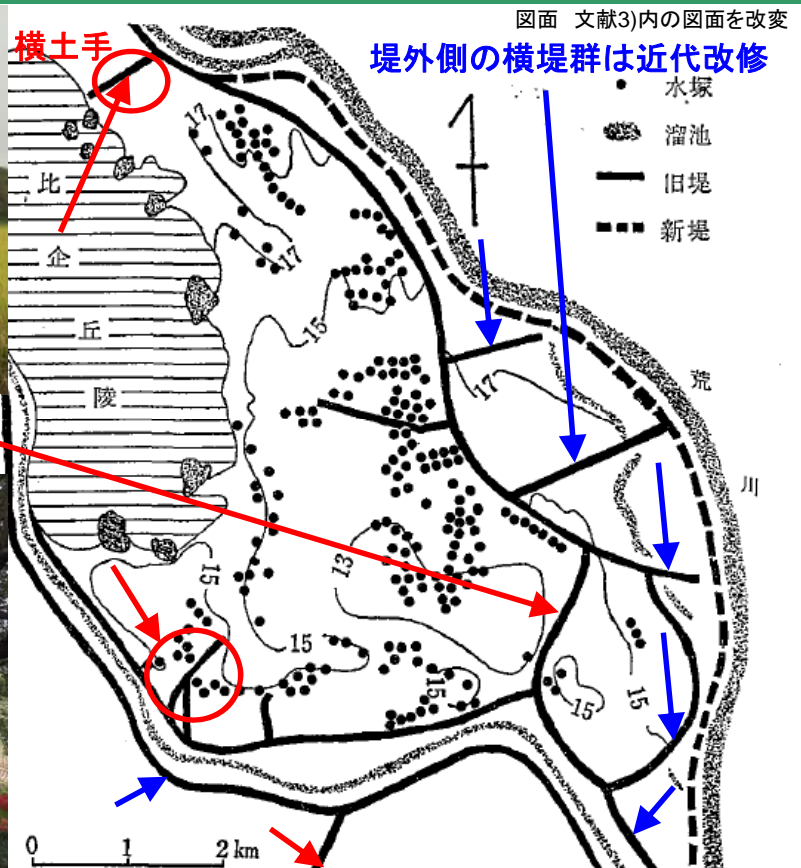 図面 文献3)内の図面を改変
横土手
堤外側の横堤群は近代改修
水塚
溜池
旧堤
新堤
比企丘陵
17
17
15
17
荒川
13
15
15
15
15
15
0 1 2 km